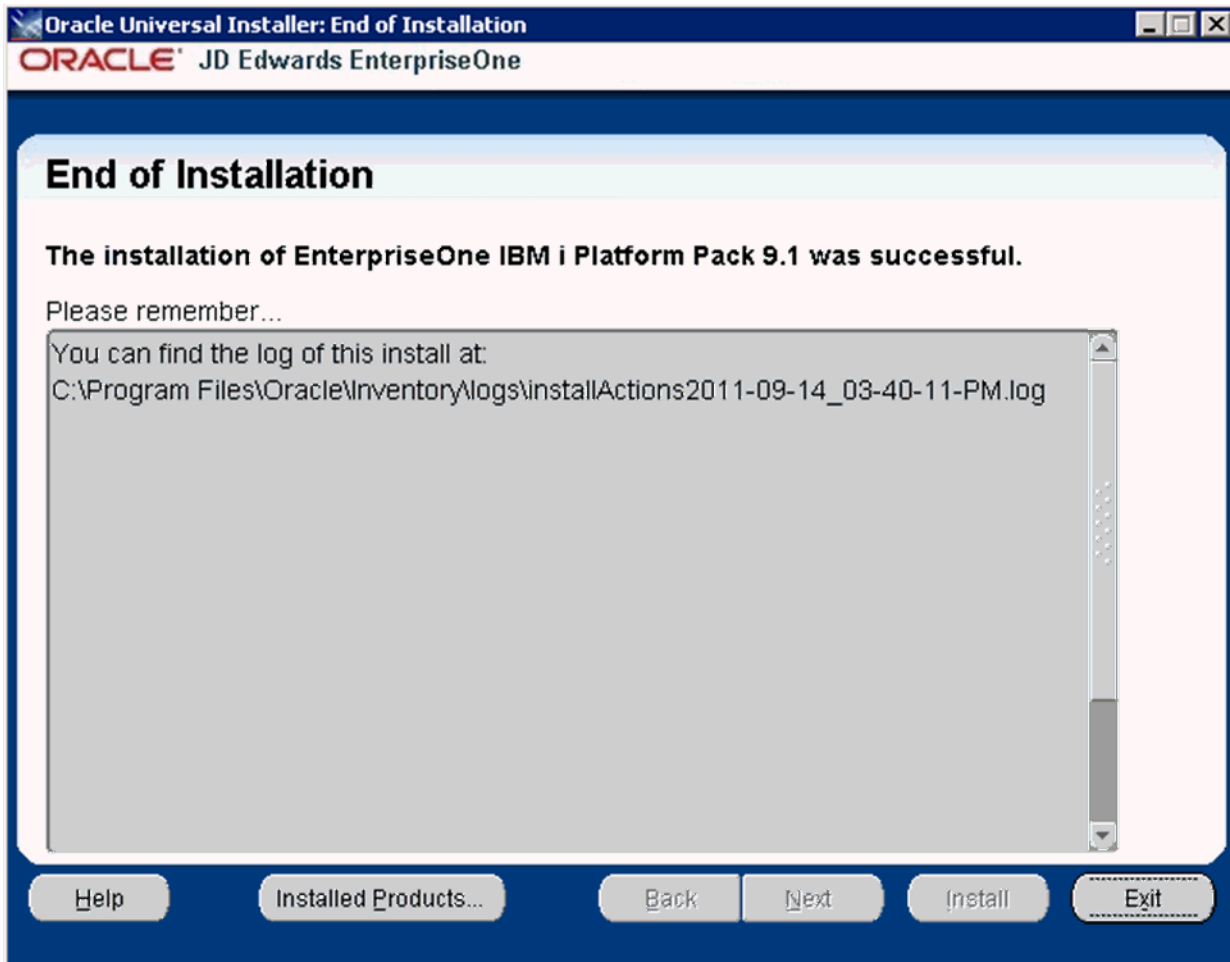 Oracle Universal Installer: End of Installation
ORACLE JD Edwards EnterpriseOne
End of Installation
The installation of EnterpriseOne IBM i Platform Pack 9.1 was successful.
Please remember...
You can find the log of this install at:
C:\Program Files\Oracle\Inventory\logs\installActions2011-09-14_03-40-11-PM.log
Help Installed Products... Back Next Install Exit